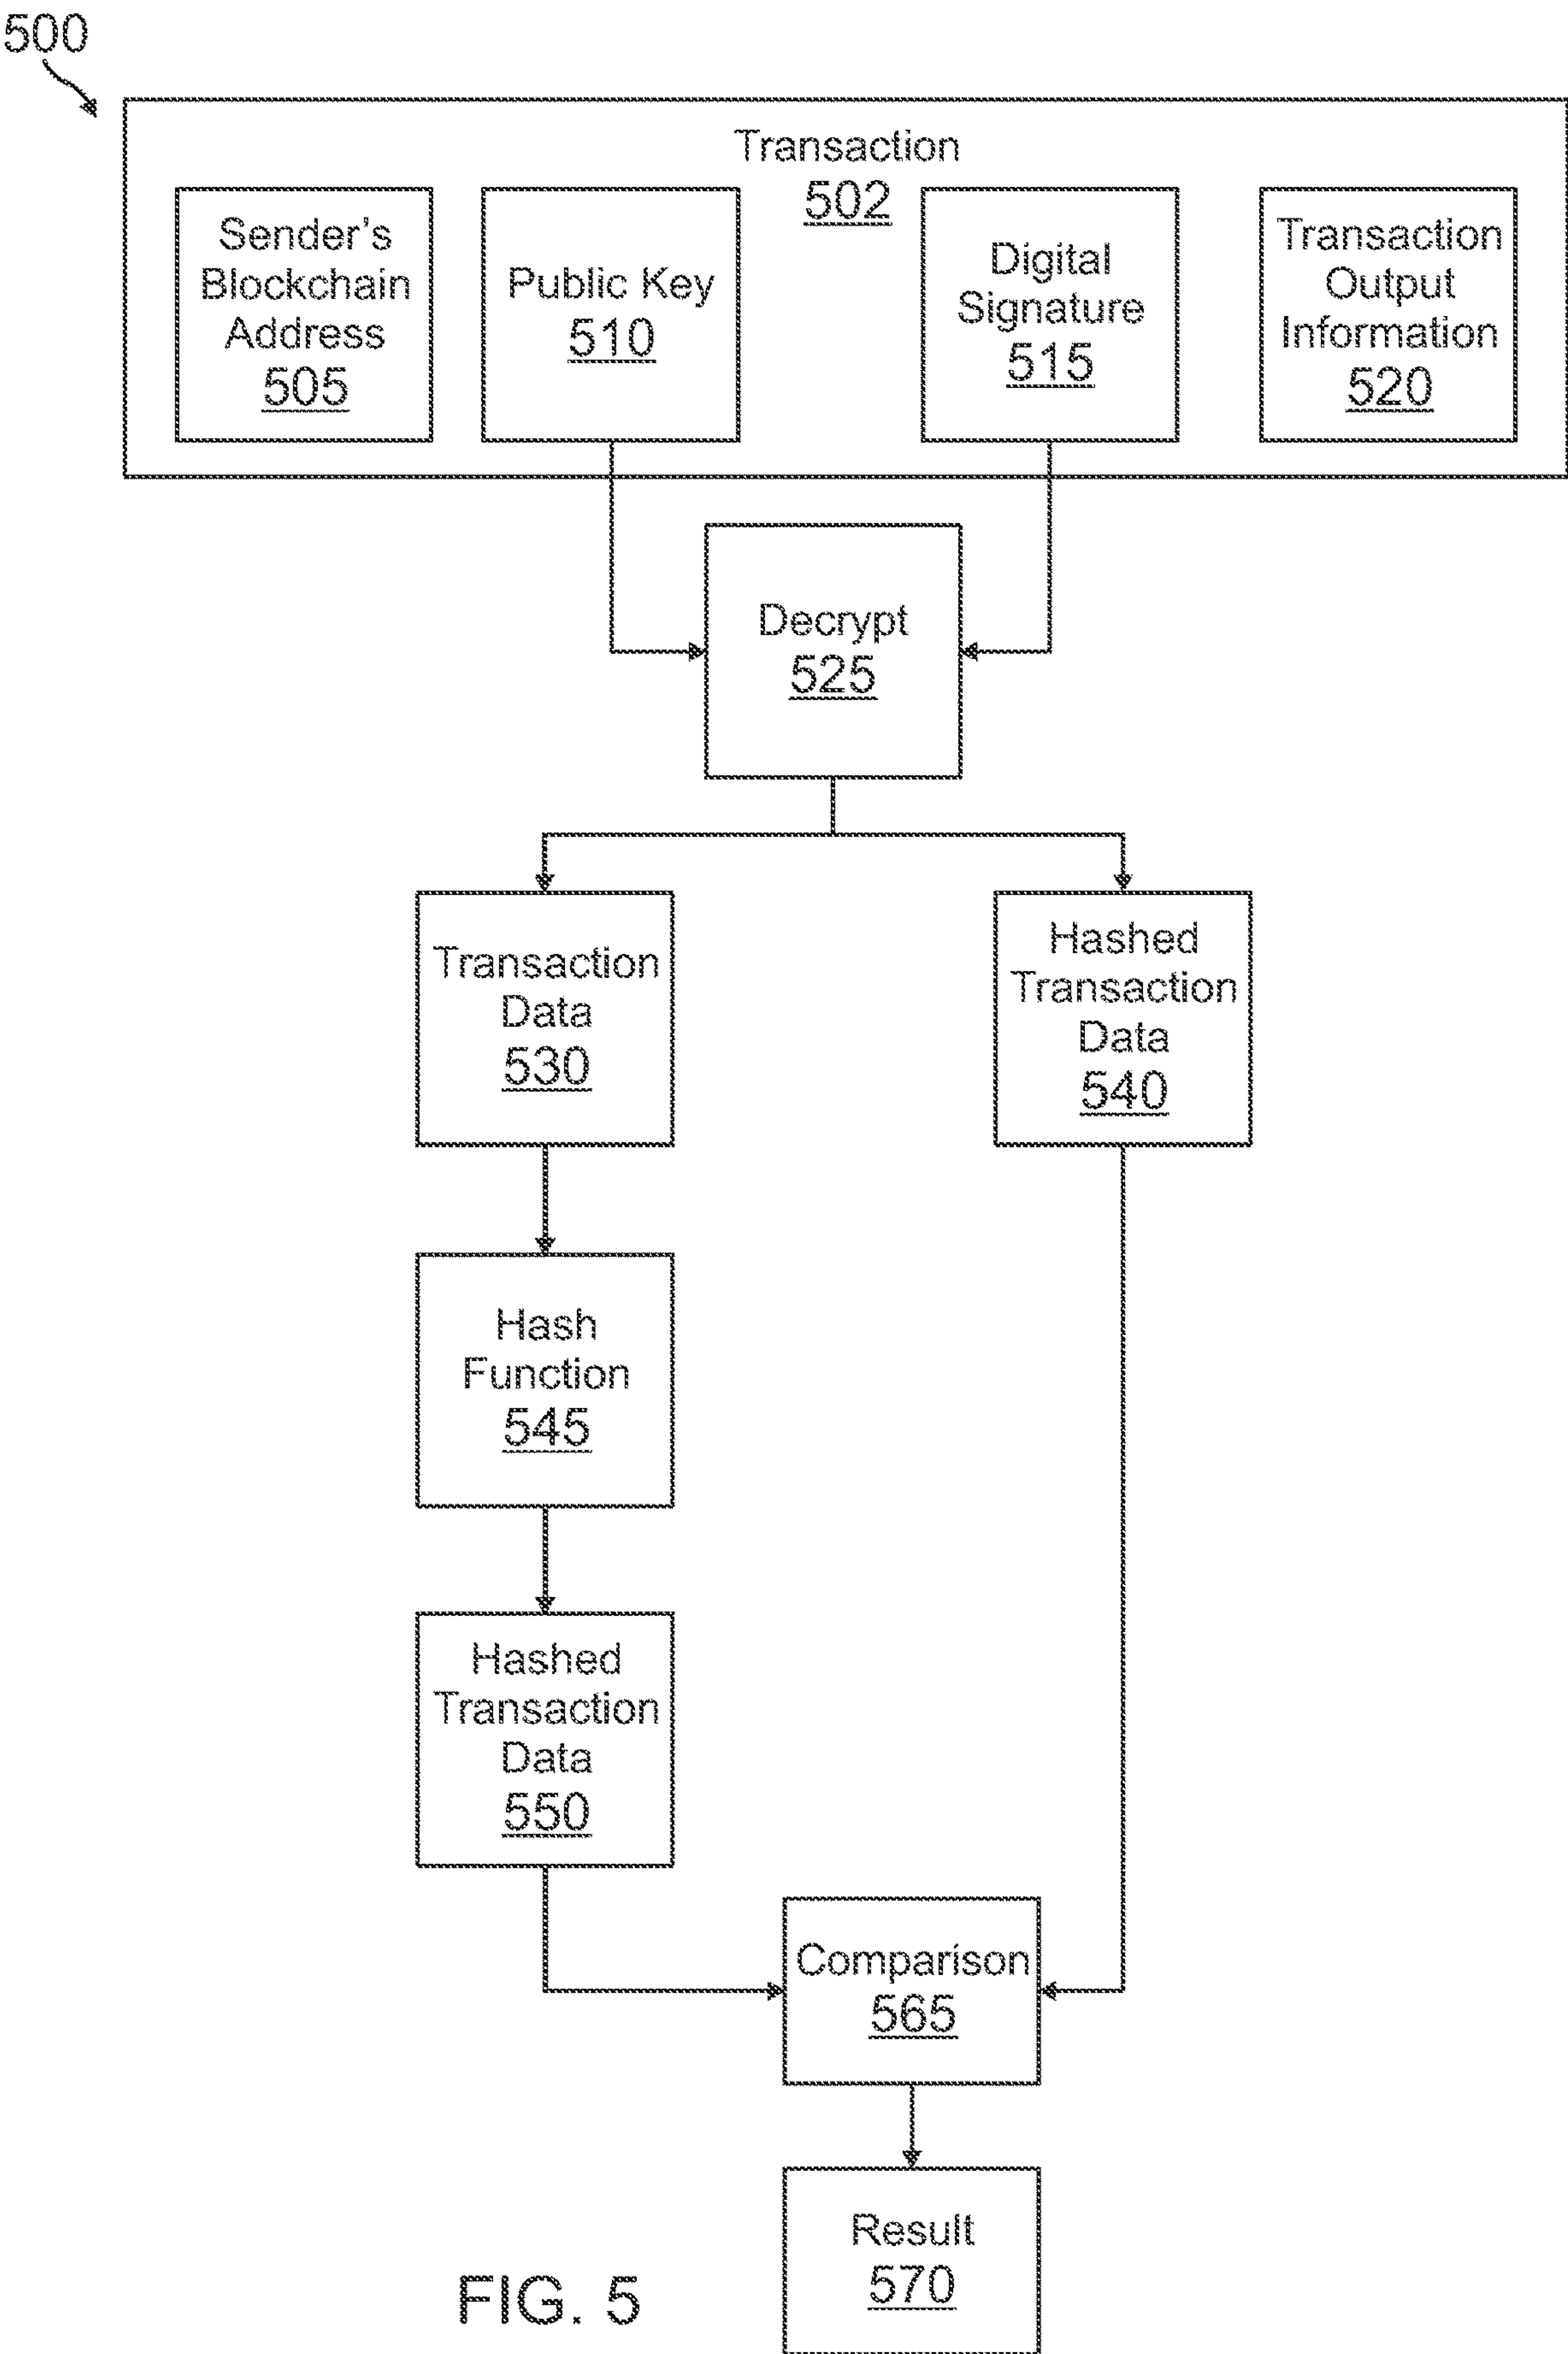 500
Transaction
502
Sender's
Blockchain
Address
505
Public Key
510
Digital
Signature
515
Transaction
Output
Information
520
Decrypt
525
Transaction
Data
530
Hashed
Transaction
Data
540
Hash
Function
545
Hashed
Transaction
Data
550
Comparison
565
Result
570
FIG. 5